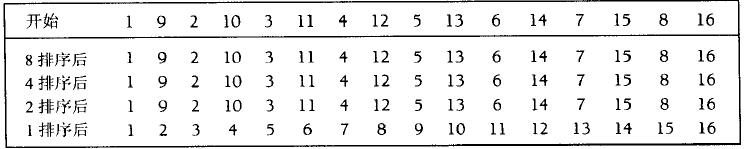 开始 1 9 2 10 3 11 4 12 5 13 6 14 7 15 8 16
8 排序后 1 9 2 10 3 11 4 12 5 13 6 14 7 15 8 16
4 排序后 1 9 2 10 3 11 4 12 5 13 6 14 7 15 8 16
2 排序后 1 9 2 10 3 11 4 12 5 13 6 14 7 15 8 16
1 排序后 1 2 3 4 5 6 7 8 9 10 11 12 13 14 15 16